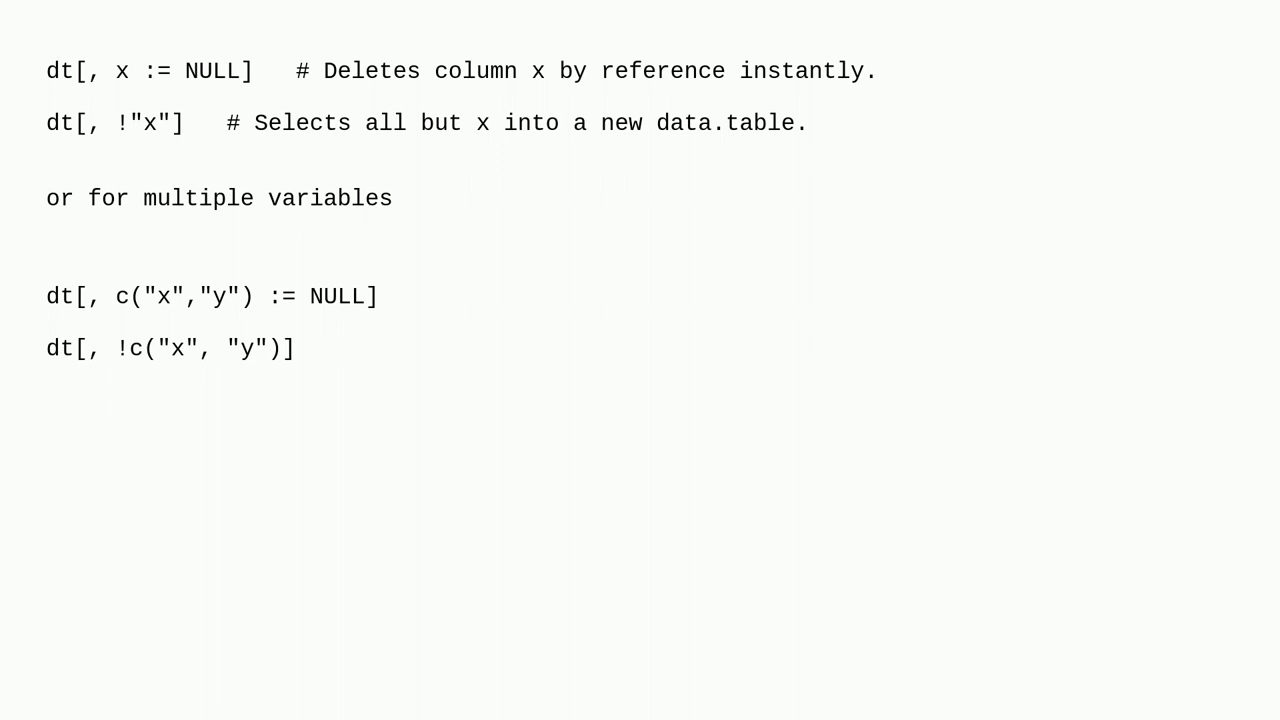 dt[, x := NULL]   # Deletes column x by reference instantly.
dt[, !"x"]   # Selects all but x into a new data.table.
or for multiple variables
dt[, c("x","y") := NULL]
dt[, !c("x", "y")]